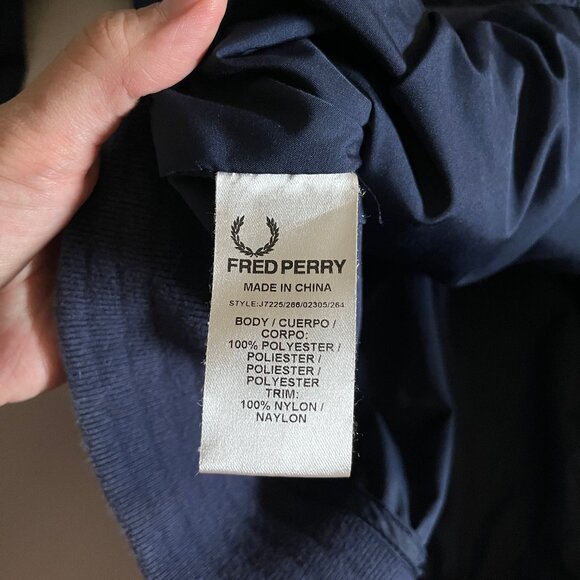 FRED PERRY
MADE IN CHINA
STYLE:J7225/266/02305/264
BODY / CUERPO /
CORPO:
100% POLYESTER /
POLIESTER /
POLIESTER /
POLYESTER
TRIM:
100% NYLON /
NAYLON